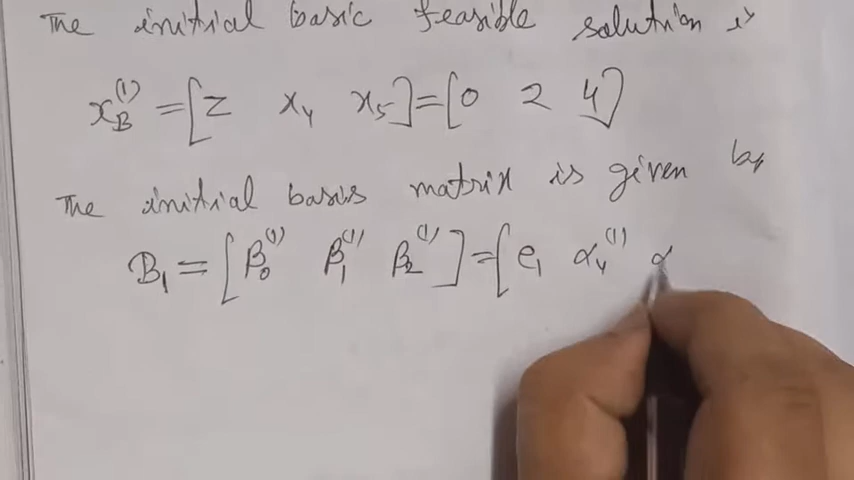 The initial basic feasible solution is
x_B^(1) = [z x_4 x_5] = [0 2 4]
The initial basis matrix is given by
B_1 = [β_0^(1) β_1^(1) β_2^(1)] = [e_1 α_4^(1) α